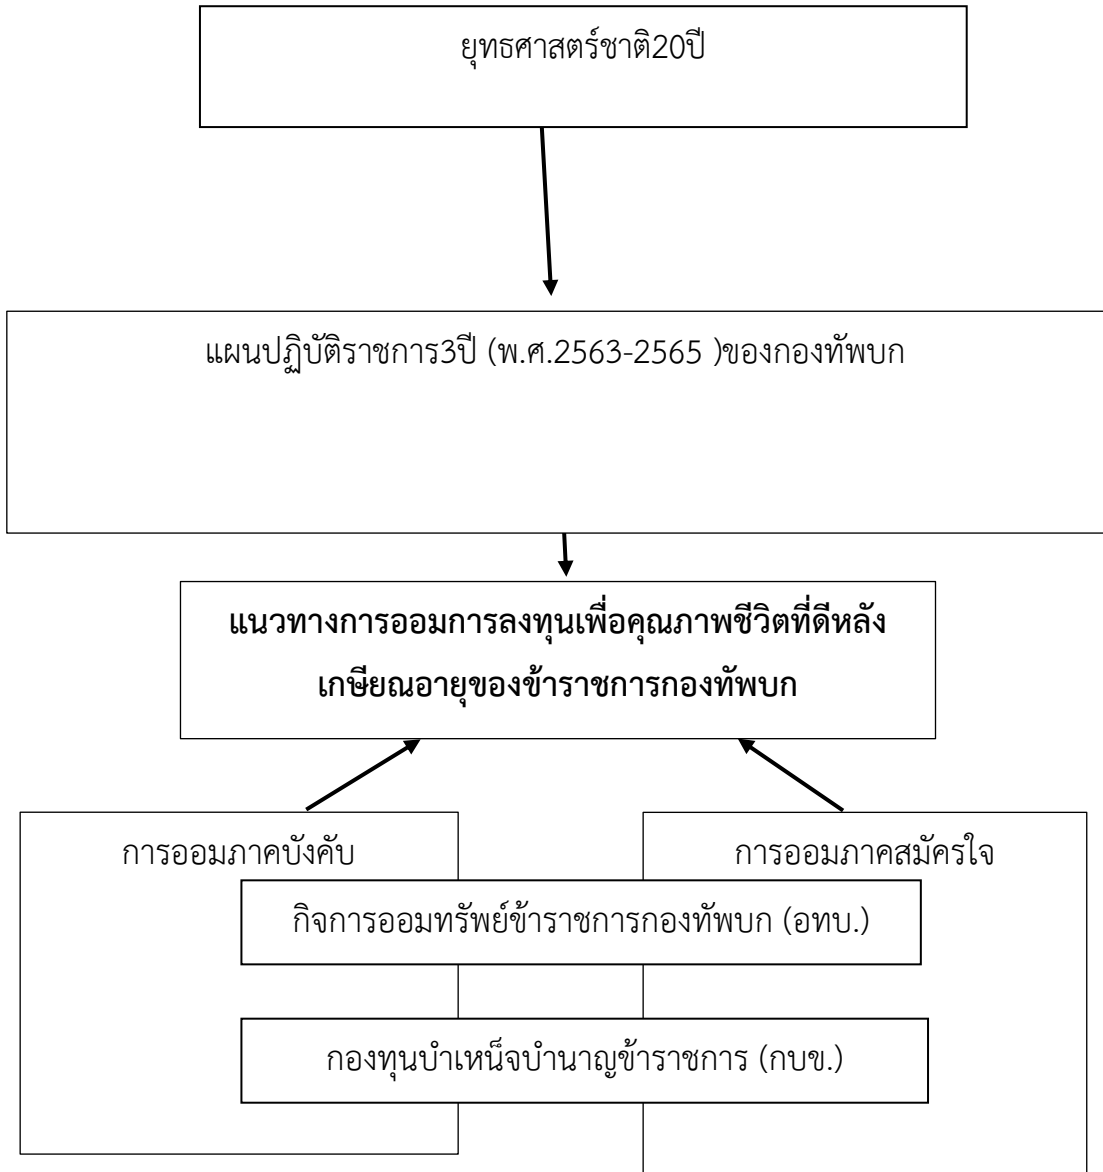 ยุทธศาสตร์ชาติ20ปี
แผนปฏิบัติราชการ3ปี (พ.ศ.2563-2565 )ของกองทัพบก
แนวทางการออมการลงทุนเพื่อคุณภาพชีวิตที่ดีหลัง
เกษียณอายุของข้าราชการกองทัพบก
การออมภาคบังคับ
การออมภาคสมัครใจ
กิจการออมทรัพย์ข้าราชการกองทัพบก (อทบ.)
กองทุนบำเหน็จบำนาญข้าราชการ (กบข.)